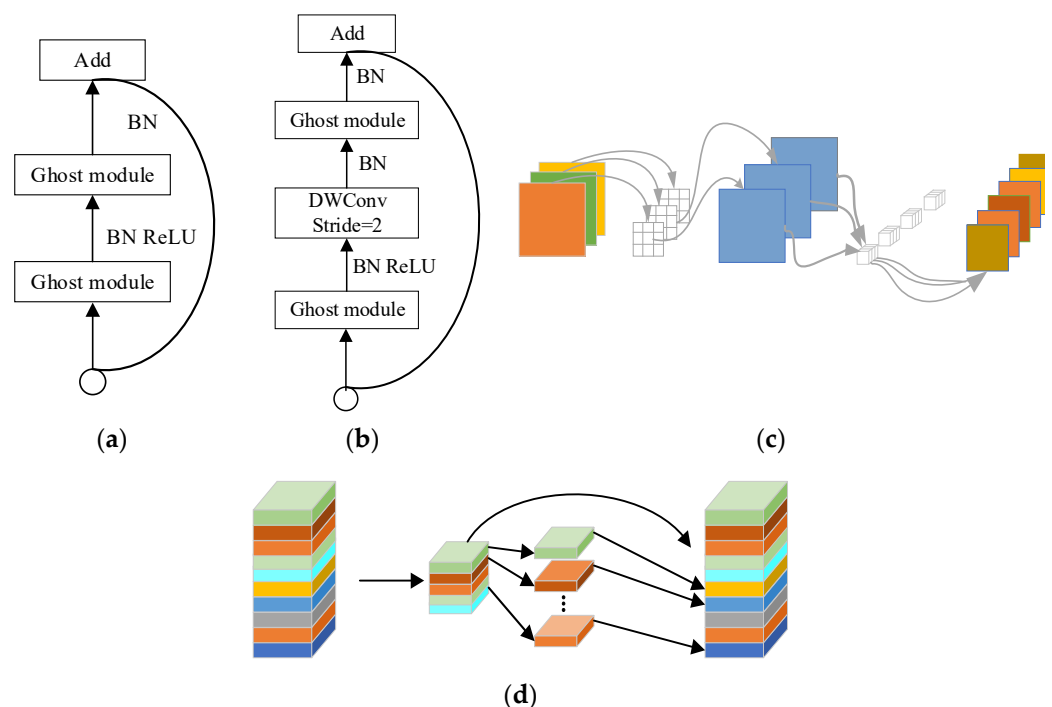 Add
BN
Ghost module
BN ReLU
Ghost module
(a)
Add
BN
Ghost module
BN
DWConv
Stride=2
BN ReLU
Ghost module
(b)
(c)
(d)